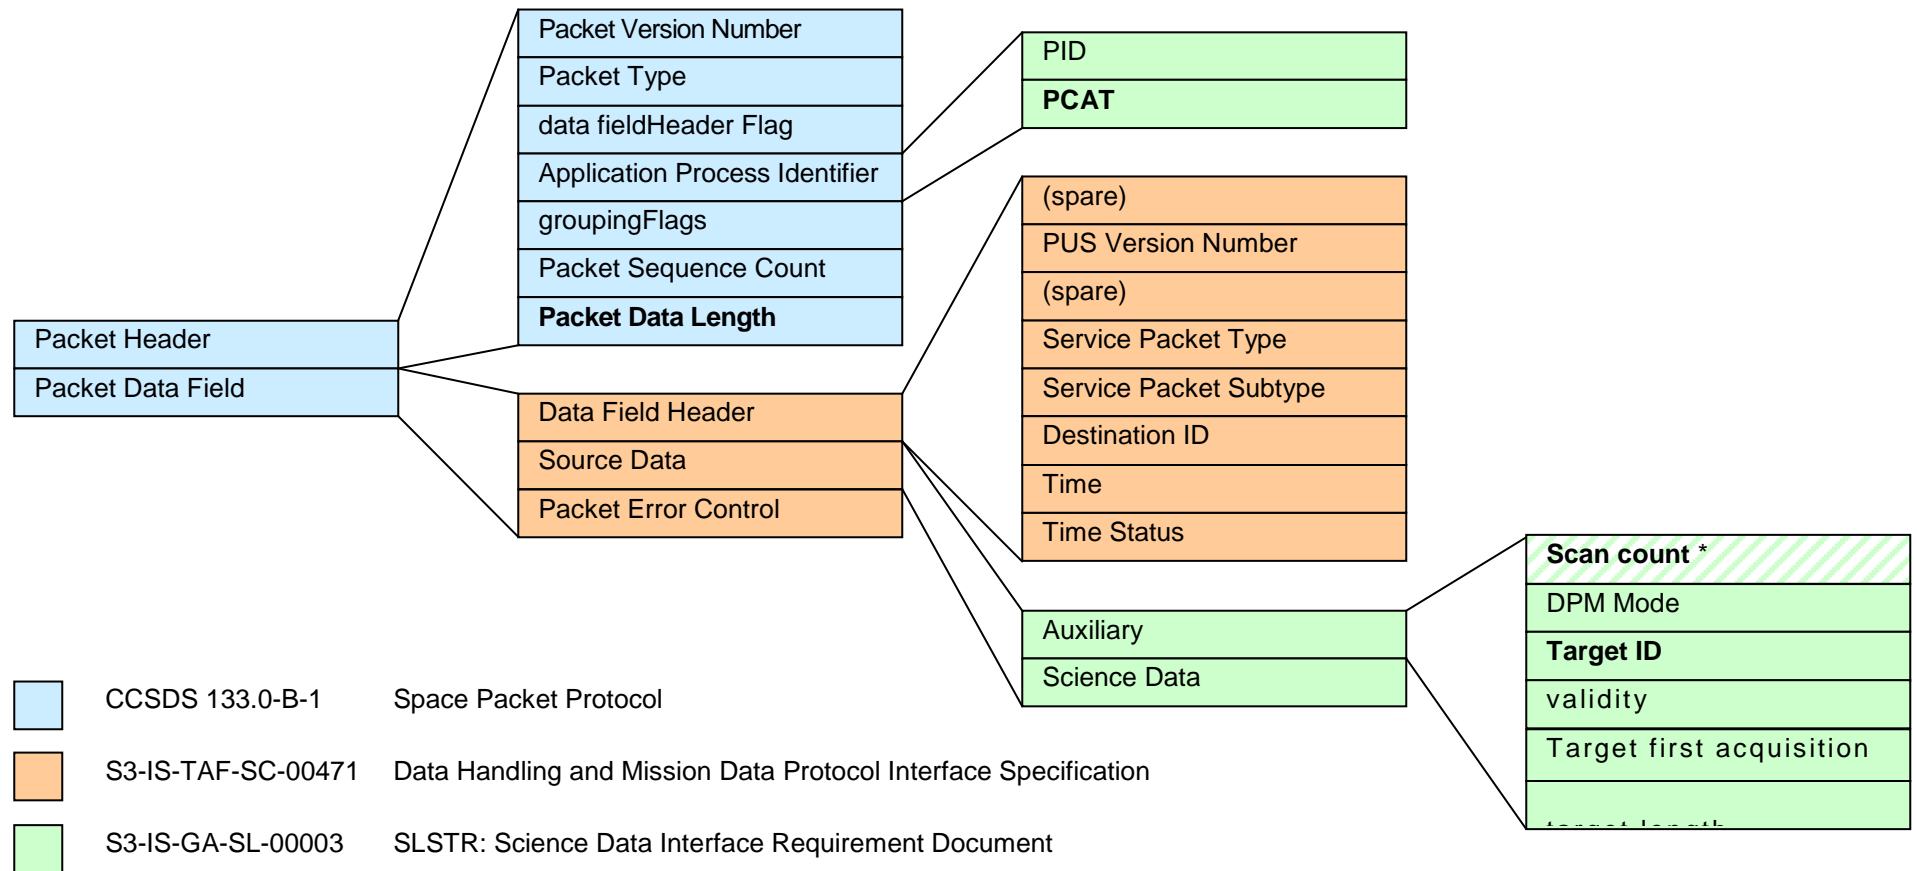 Packet Header
Packet Data Field
Packet Version Number
Packet Type
data fieldHeader Flag
Application Process Identifier
groupingFlags
Packet Sequence Count
Packet Data Length
Data Field Header
Source Data
Packet Error Control
PID
PCAT
(spare)
PUS Version Number
(spare)
Service Packet Type
Service Packet Subtype
Destination ID
Time
Time Status
Auxiliary
Science Data
Scan count *
DPM Mode
Target ID
validity
Target first acquisition
target length
CCSDS 133.0-B-1 Space Packet Protocol
S3-IS-TAF-SC-00471 Data Handling and Mission Data Protocol Interface Specification
S3-IS-GA-SL-00003 SLSTR: Science Data Interface Requirement Document